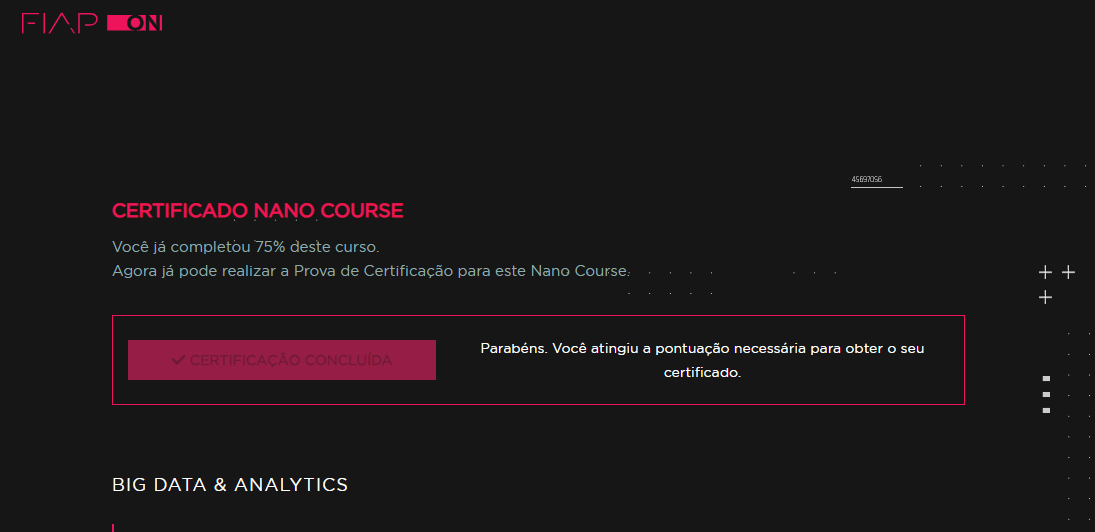 FIAP ON
45697056
CERTIFICADO NANO COURSE
Você já completou 75% deste curso.
Agora já pode realizar a Prova de Certificação para este Nano Course.
CERTIFICAÇÃO CONCLUÍDA
Parabéns. Você atingiu a pontuação necessária para obter o seu
certificado.
BIG DATA & ANALYTICS